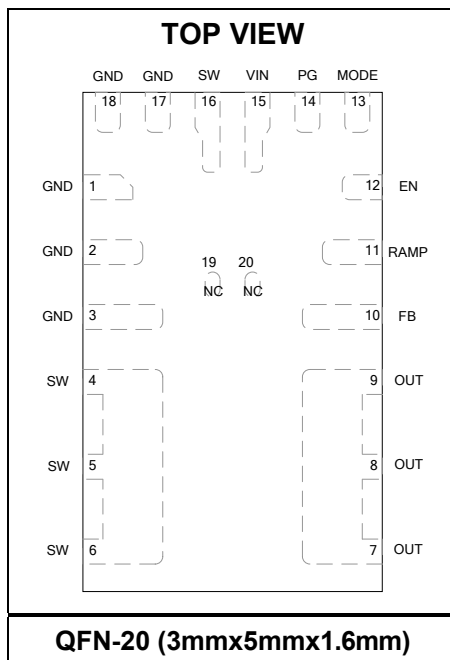 TOP VIEW
GND GND SW VIN PG MODE
18 17 16 15 14 13
GND 1 12 EN
GND 2 11 RAMP
19 20
NC NC
GND 3 10 FB
SW 4 9 OUT
SW 5 8 OUT
SW 6 7 OUT
QFN-20 (3mmx5mmx1.6mm)